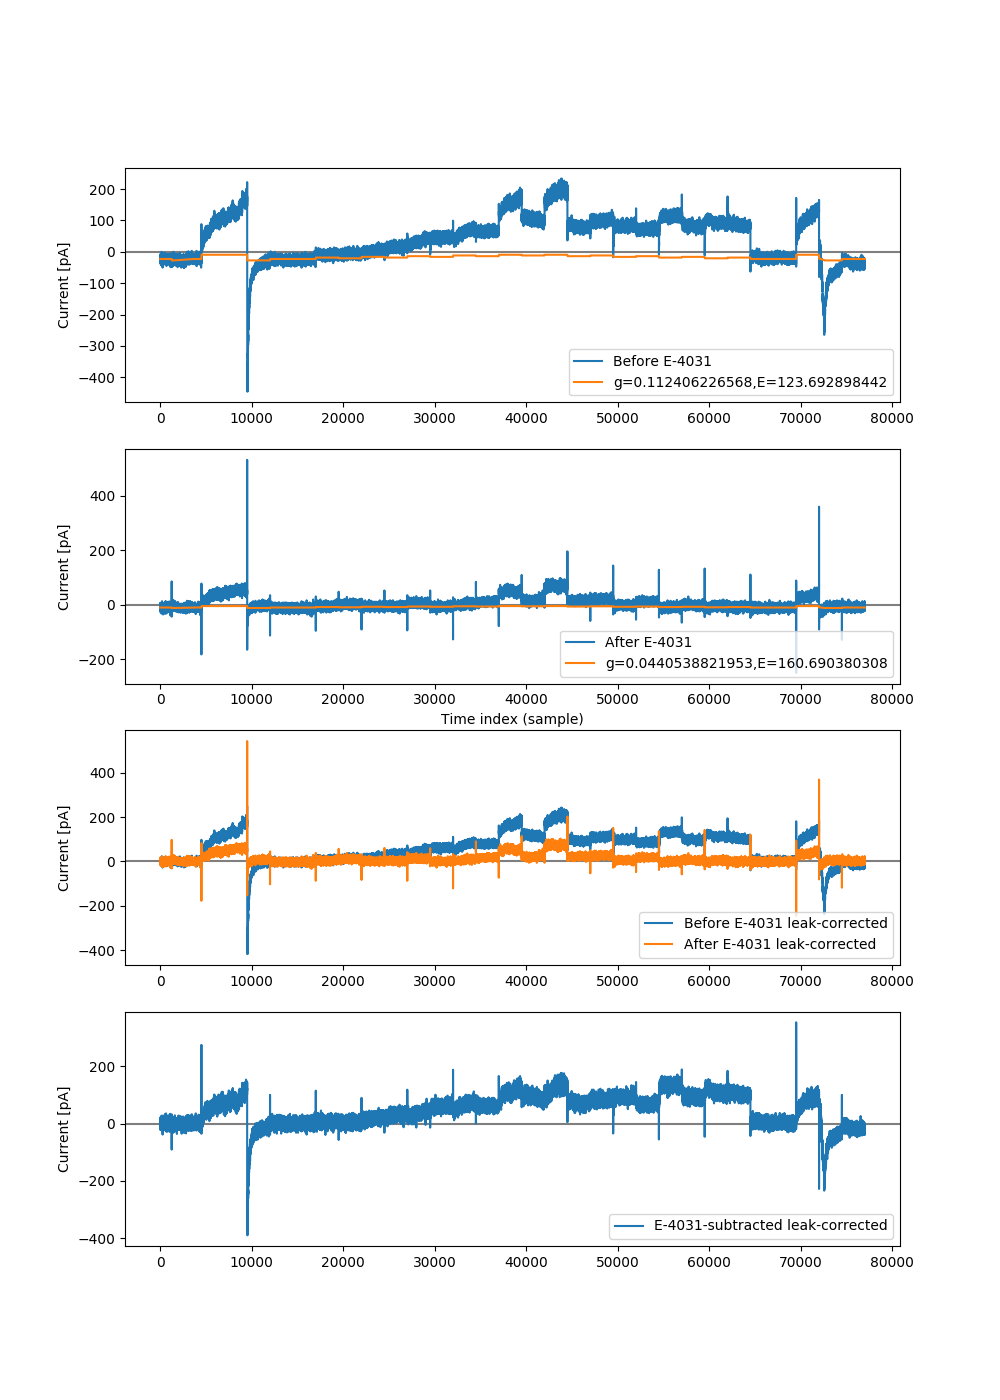 200
100
0
−100
−200
−300
−400
Current [pA]
Before E-4031
g=0.112406226568,E=123.692898442
0 10000 20000 30000 40000 50000 60000 70000 80000
400
200
0
−200
Current [pA]
After E-4031
g=0.0440538821953,E=160.690380308
0 10000 20000 30000 40000 50000 60000 70000 80000
Time index (sample)
400
200
0
−200
−400
Current [pA]
Before E-4031 leak-corrected
After E-4031 leak-corrected
0 10000 20000 30000 40000 50000 60000 70000 80000
200
0
−200
−400
Current [pA]
E-4031-subtracted leak-corrected
0 10000 20000 30000 40000 50000 60000 70000 80000